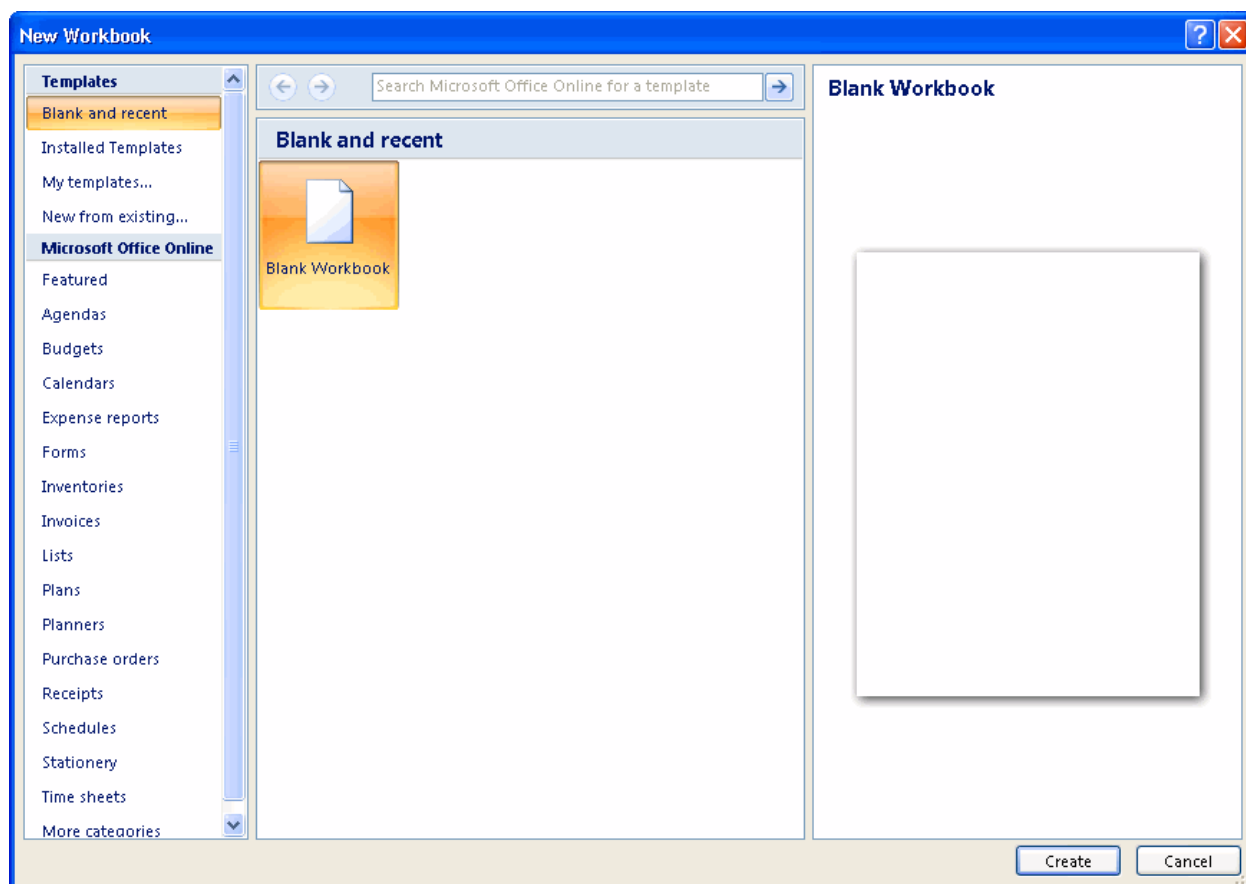 New Workbook
Templates
Blank and recent
Installed Templates
My templates...
New from existing...
Microsoft Office Online
Featured
Agendas
Budgets
Calendars
Expense reports
Forms
Inventories
Invoices
Lists
Plans
Planners
Purchase orders
Receipts
Schedules
Stationery
Time sheets
More categories
Search Microsoft Office Online for a template
Blank and recent
Blank Workbook
Blank Workbook
Create
Cancel